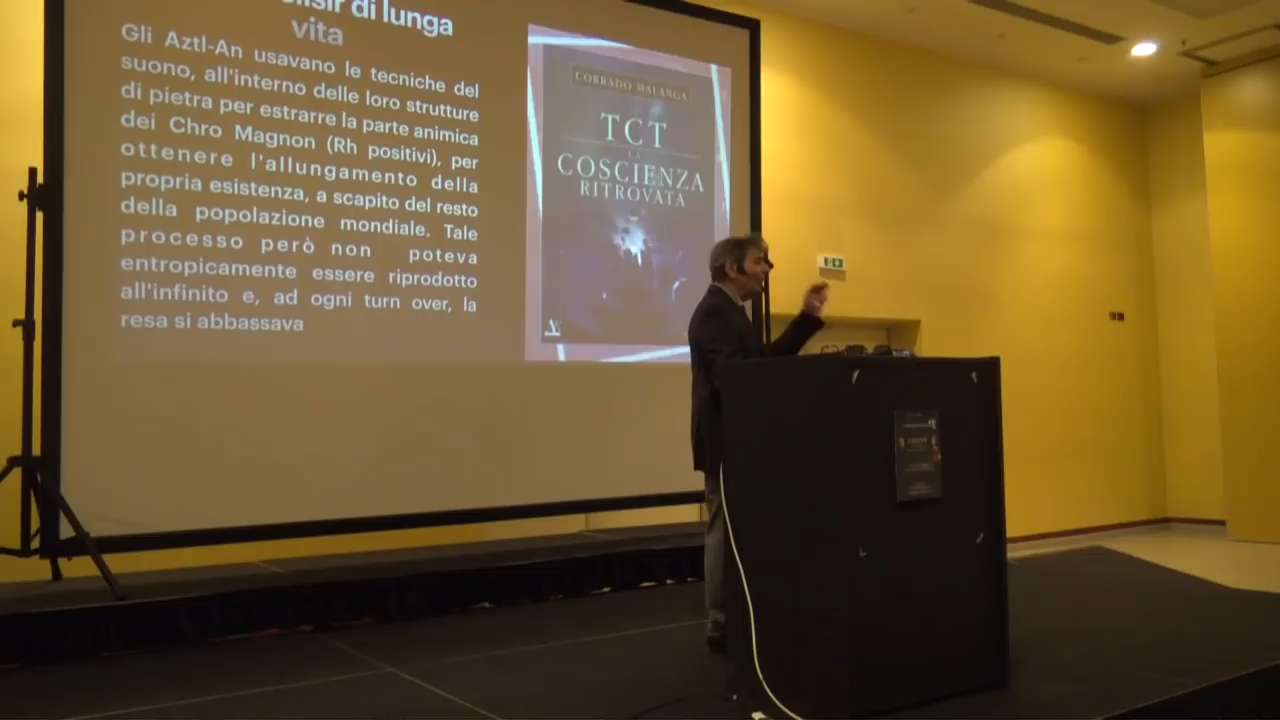 di lunga
vita
Gli Aztl-An usavano le tecniche del
suono, all'interno delle loro strutture
di pietra per estrarre la parte animica
dei Chro Magnon (Rh positivi), per
ottenere l'allungamento della
propria esistenza, a scapito del resto
della popolazione mondiale. Tale
processo però non poteva
entropicamente essere riprodotto
all'infinito e, ad ogni turn over, la
resa si abbassava
CORRADO MALANGA
TCT
LA
COSCIENZA
RITROVATA